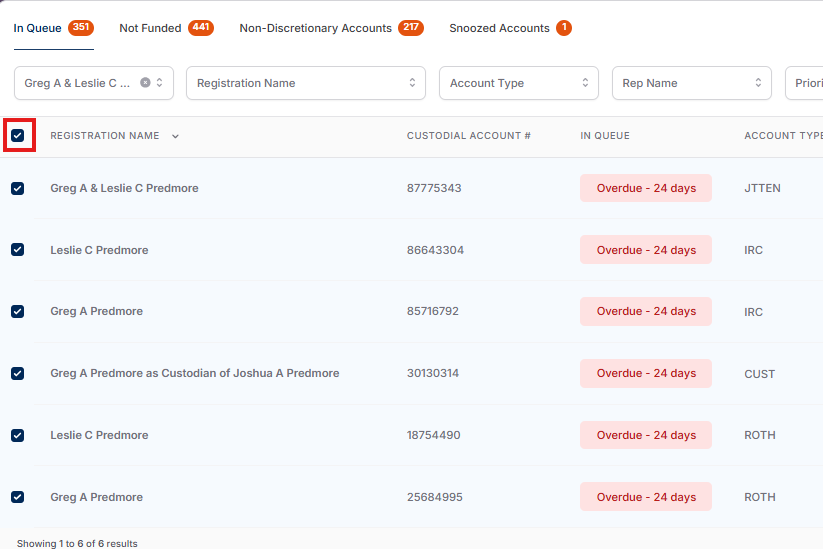 In Queue 351 Not Funded 441 Non-Discretionary Accounts 217 Snoozed Accounts 1
Greg A & Leslie C ... Registration Name Account Type Rep Name Priori
REGISTRATION NAME CUSTODIAL ACCOUNT # IN QUEUE ACCOUNT TYPE
Greg A & Leslie C Predmore 87775343 Overdue - 24 days JTTEN
Leslie C Predmore 86643304 Overdue - 24 days IRC
Greg A Predmore 85716792 Overdue - 24 days IRC
Greg A Predmore as Custodian of Joshua A Predmore 30130314 Overdue - 24 days CUST
Leslie C Predmore 18754490 Overdue - 24 days ROTH
Greg A Predmore 25684995 Overdue - 24 days ROTH
Showing 1 to 6 of 6 results